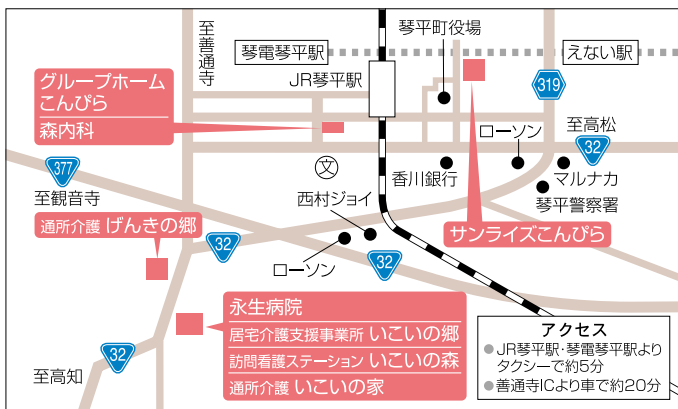 至善通寺
琴電琴平駅
琴平町役場
えない駅
JR琴平駅
319
グループホーム
こんぴら
森内科
ローソン
至高松
32
377
文
香川銀行
マルナカ
琴平警察署
至観音寺
西村ジョイ
通所介護 げんきの郷
サンライズこんぴら
32
ローソン
32
永生病院
居宅介護支援事業所 いこいの郷
訪問看護ステーション いこいの森
通所介護 いこいの家
32
至高知
アクセス
●JR琴平駅・琴電琴平駅より
タクシーで約5分
●善通寺ICより車で約20分